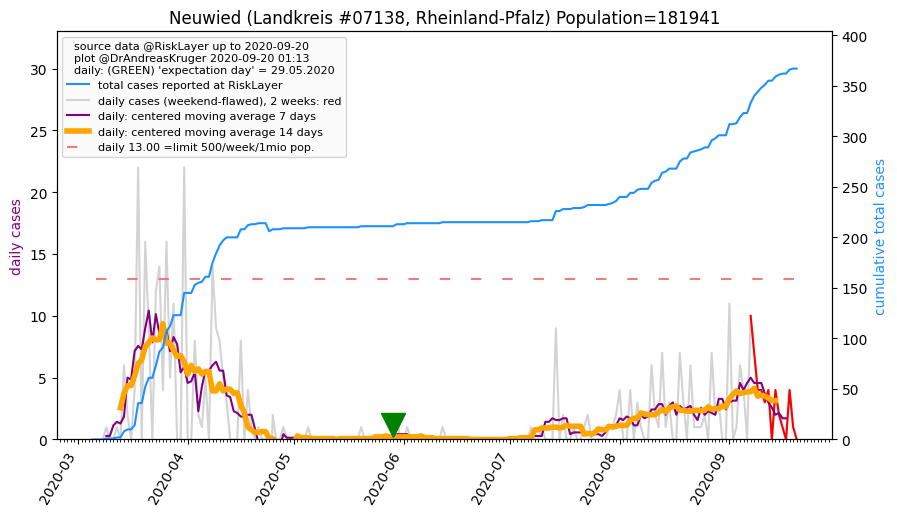 Neuwied (Landkreis #07138, Rheinland-Pfalz) Population=181941
source data @RiskLayer up to 2020-09-20
plot @DrAndreasKruger 2020-09-20 01:13
daily: (GREEN) 'expectation day' = 29.05.2020
total cases reported at RiskLayer
daily cases (weekend-flawed), 2 weeks: red
daily: centered moving average 7 days
daily: centered moving average 14 days
daily 13.00 =limit 500/week/1mio pop.
daily cases
30
25
20
15
10
5
0
cumulative total cases
400
350
300
250
200
150
100
50
0
2020-03
2020-04
2020-05
2020-06
2020-07
2020-08
2020-09